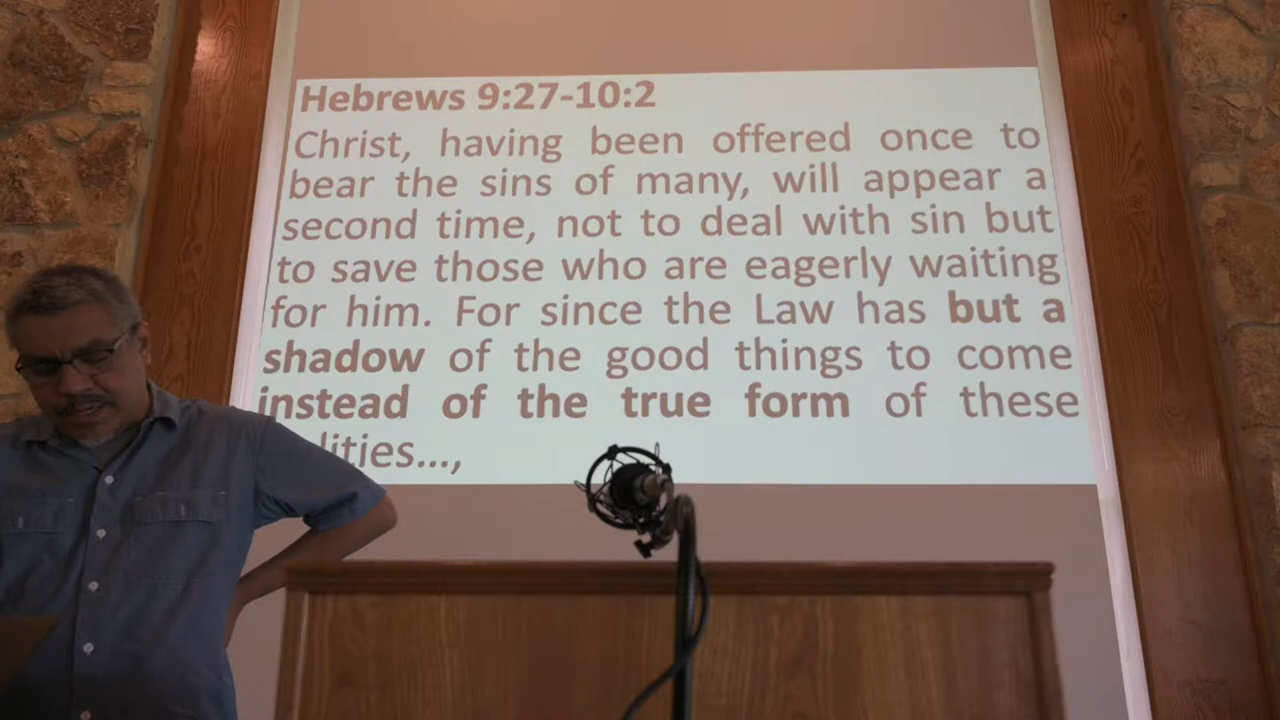 Hebrews 9:27-10:2
Christ, having been offered once to
bear the sins of many, will appear a
second time, not to deal with sin but
to save those who are eagerly waiting
for him. For since the Law has but a
shadow of the good things to come
instead of the true form of these
lities...,